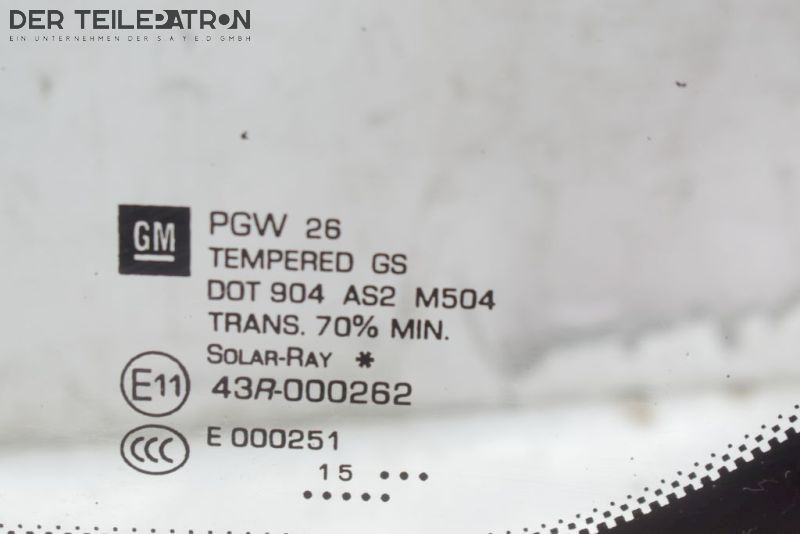 DER TEILEPATRON
EIN UNTERNEHMEN DER S A Y E D GMBH
GM
PGW 26
TEMPERED GS
DOT 904 AS2 M504
TRANS. 70% MIN.
SOLAR-RAY *
E11
43R-000262
CCC
E 000251
15 •••
•••••